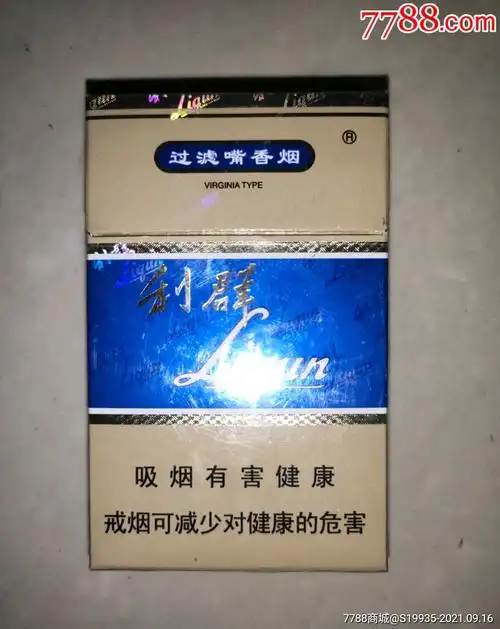 7788.com
Liqun
过滤嘴香烟
®
VIRGINIA TYPE
利群
Liqun
吸烟有害健康
戒烟可减少对健康的危害
7788商城@S19935-2021.09.16